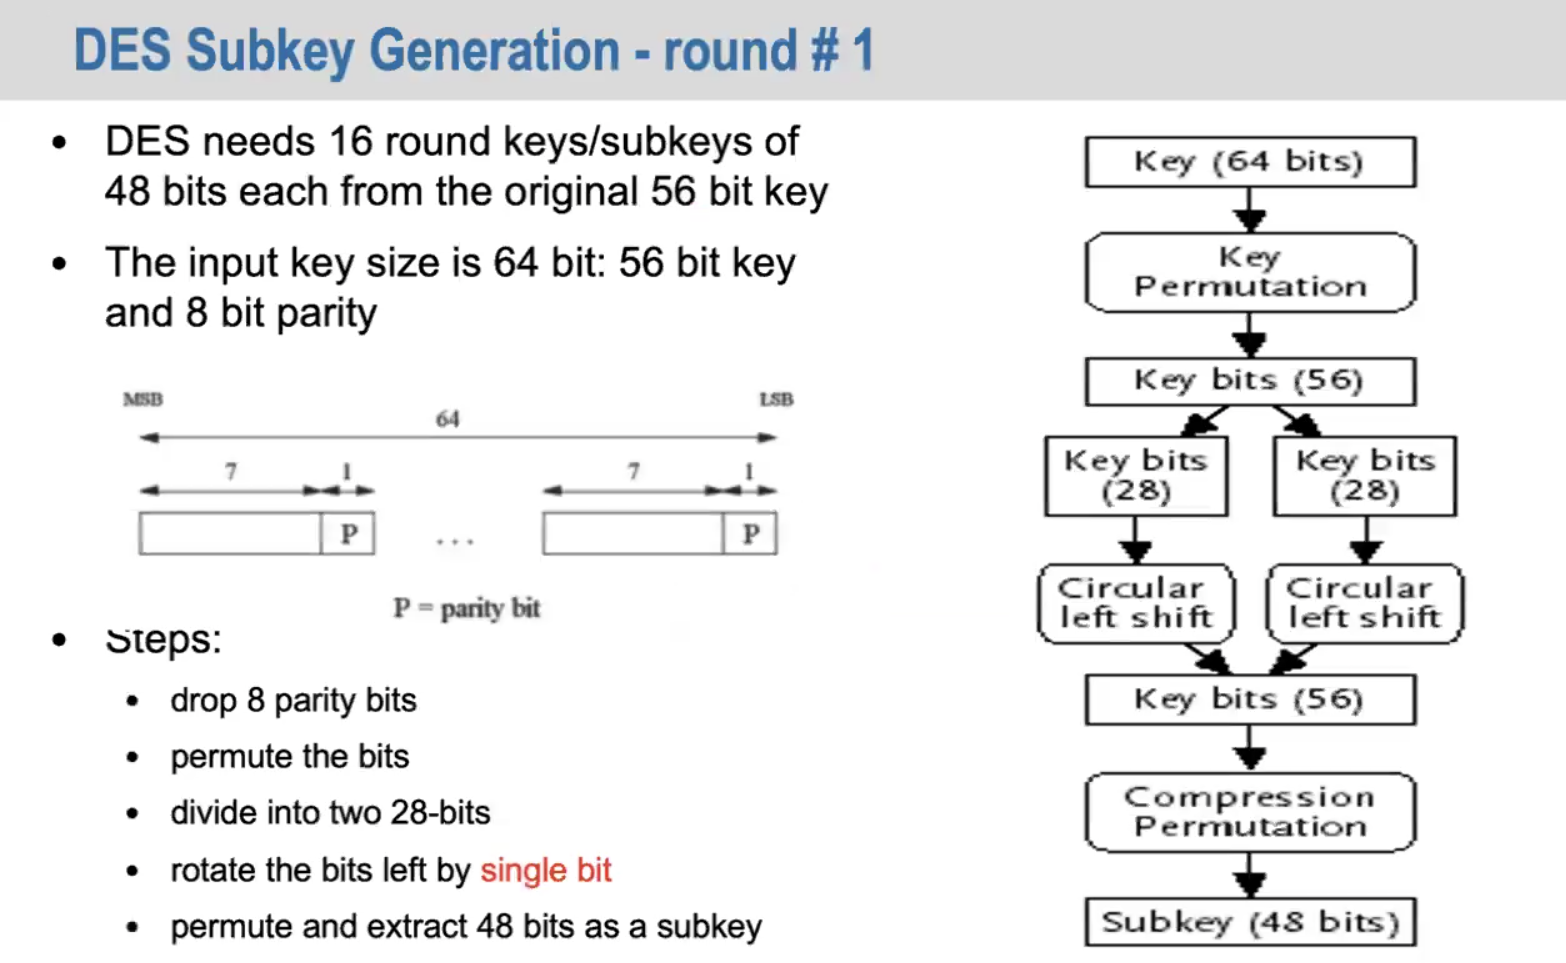 DES Subkey Generation - round # 1
• DES needs 16 round keys/subkeys of
48 bits each from the original 56 bit key
• The input key size is 64 bit: 56 bit key
and 8 bit parity
MSB
LSB
64
7
1
7
1
P
. . .
P
P = parity bit
• Steps:
• drop 8 parity bits
• permute the bits
• divide into two 28-bits
• rotate the bits left by single bit
• permute and extract 48 bits as a subkey
Key (64 bits)
Key
Permutation
Key bits (56)
Key bits
(28)
Key bits
(28)
Circular
left shift
Circular
left shift
Key bits (56)
Compression
Permutation
Subkey (48 bits)